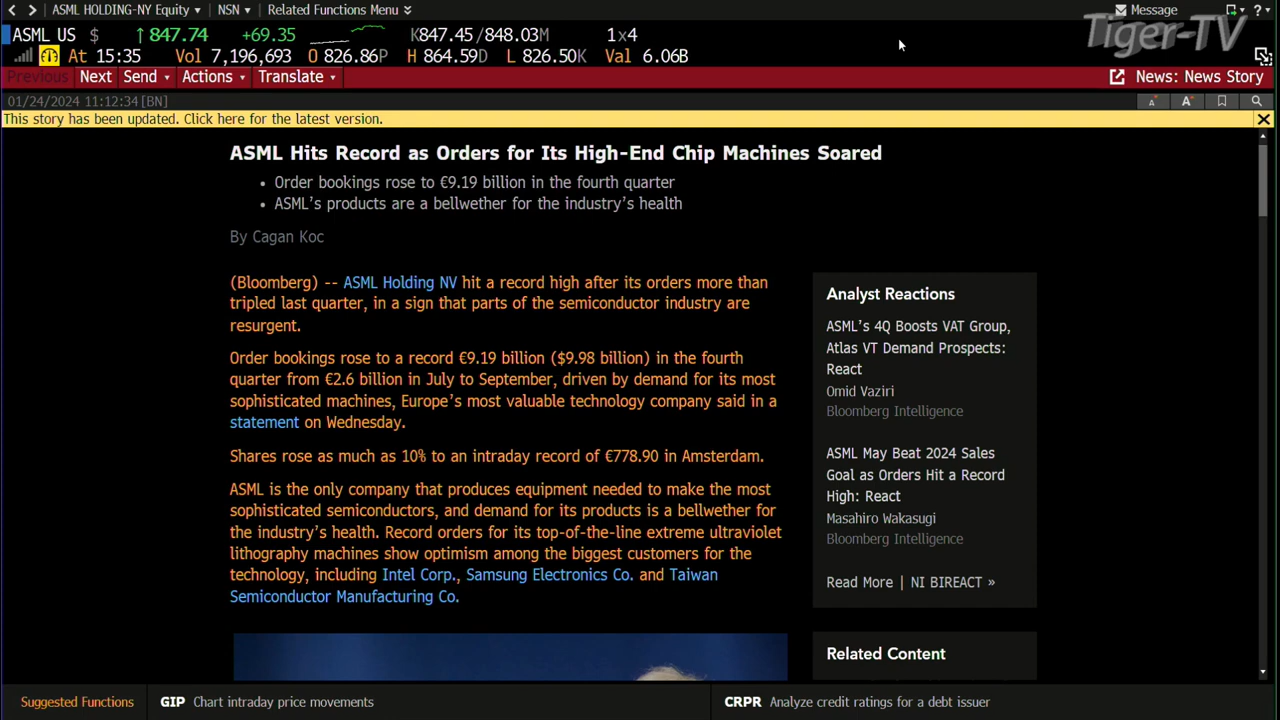 ASML HOLDING-NY Equity NSN Related Functions Menu Message ?
ASML US $ ↑ 847.74 +69.35 K847.45/848.03M 1x4
At 15:35 Vol 7,196,693 O 826.86P H 864.59D L 826.50K Val 6.06B
Tiger-TV
Previous Next Send Actions Translate News: News Story
01/24/2024 11:12:34[BN] A A
This story has been updated. Click here for the latest version.
ASML Hits Record as Orders for Its High-End Chip Machines Soared
• Order bookings rose to €9.19 billion in the fourth quarter
• ASML's products are a bellwether for the industry's health
By Cagan Koc
(Bloomberg) -- ASML Holding NV hit a record high after its orders more than
tripled last quarter, in a sign that parts of the semiconductor industry are
resurgent.
Order bookings rose to a record €9.19 billion ($9.98 billion) in the fourth
quarter from €2.6 billion in July to September, driven by demand for its most
sophisticated machines, Europe's most valuable technology company said in a
statement on Wednesday.
Shares rose as much as 10% to an intraday record of €778.90 in Amsterdam.
ASML is the only company that produces equipment needed to make the most
sophisticated semiconductors, and demand for its products is a bellwether for
the industry's health. Record orders for its top-of-the-line extreme ultraviolet
lithography machines show optimism among the biggest customers for the
technology, including Intel Corp., Samsung Electronics Co. and Taiwan
Semiconductor Manufacturing Co.
Analyst Reactions
ASML's 4Q Boosts VAT Group,
Atlas VT Demand Prospects:
React
Omid Vaziri
Bloomberg Intelligence
ASML May Beat 2024 Sales
Goal as Orders Hit a Record
High: React
Masahiro Wakasugi
Bloomberg Intelligence
Read More | NI BIREACT »
Related Content
Suggested Functions GIP Chart intraday price movements CRPR Analyze credit ratings for a debt issuer